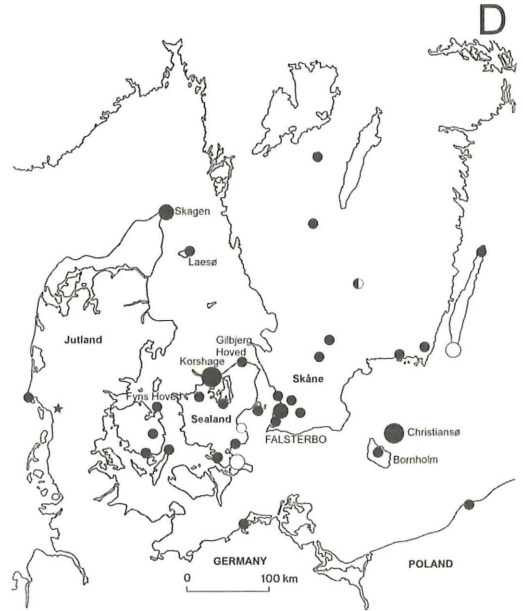 D
Skagen
Laesø
Jutland
Gilbjerg
Hoved
Korshage
Skåne
Fyns Hoved
Sealand
FALSTERBO
Christiansø
Bornholm
GERMANY
POLAND
0
100 km